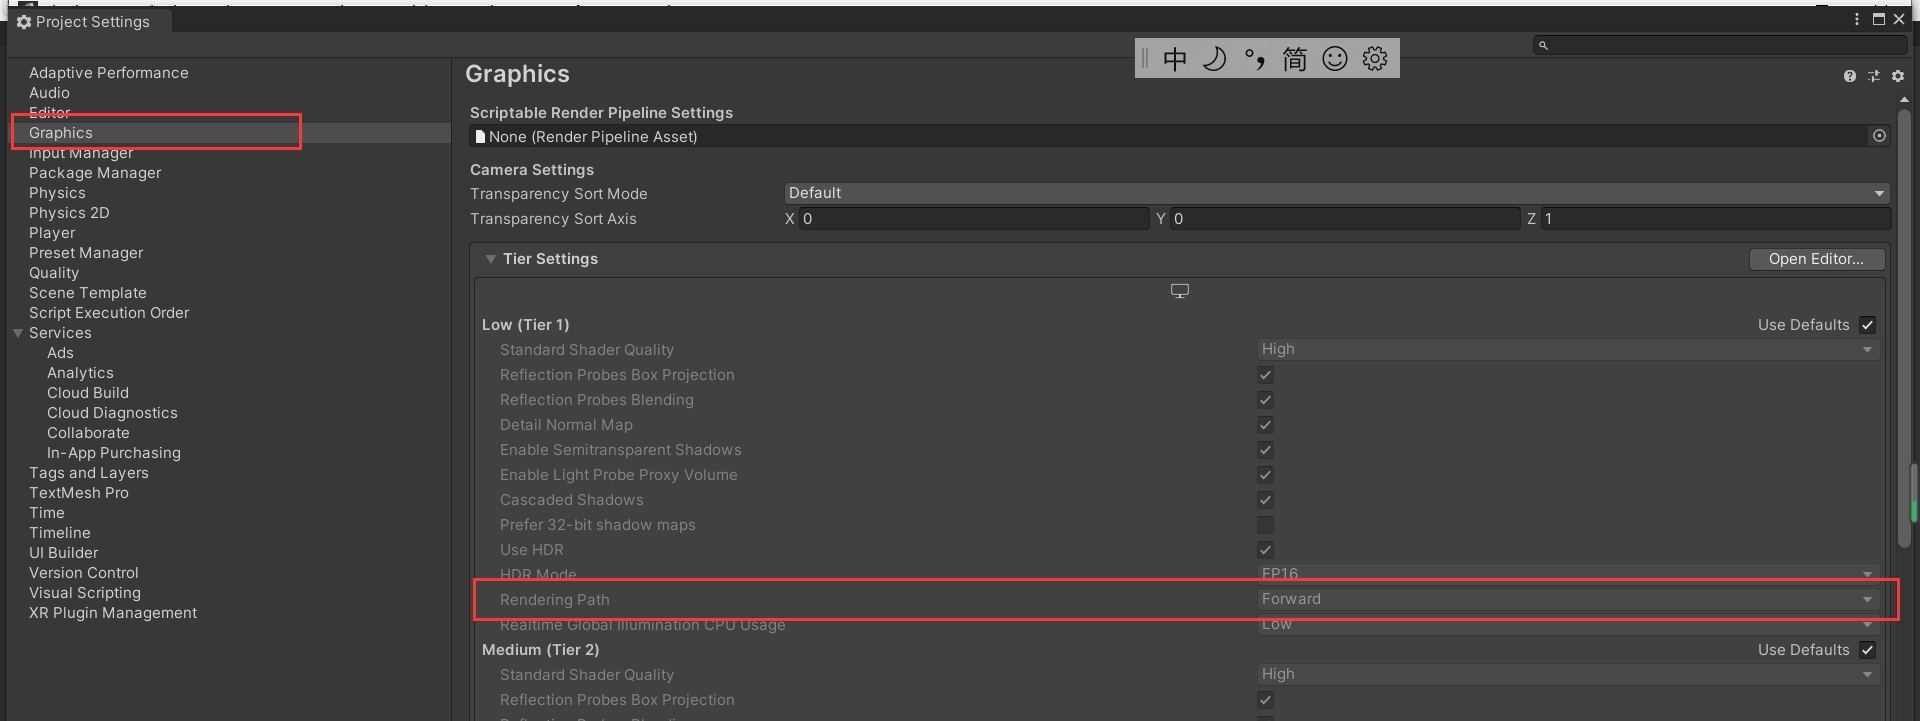 Project Settings
中 简
Adaptive Performance
Audio
Editor
Graphics
Input Manager
Package Manager
Physics
Physics 2D
Player
Preset Manager
Quality
Scene Template
Script Execution Order
Services
Ads
Analytics
Cloud Build
Cloud Diagnostics
Collaborate
In-App Purchasing
Tags and Layers
TextMesh Pro
Time
Timeline
UI Builder
Version Control
Visual Scripting
XR Plugin Management
Graphics
Scriptable Render Pipeline Settings
None (Render Pipeline Asset)
Camera Settings
Transparency Sort Mode Default
Transparency Sort Axis X 0 Y 0 Z 1
Tier Settings Open Editor...
Low (Tier 1) Use Defaults
Standard Shader Quality High
Reflection Probes Box Projection
Reflection Probes Blending
Detail Normal Map
Enable Semitransparent Shadows
Enable Light Probe Proxy Volume
Cascaded Shadows
Prefer 32-bit shadow maps
Use HDR
HDR Mode FP16
Rendering Path Forward
Realtime Global Illumination CPU Usage Low
Medium (Tier 2) Use Defaults
Standard Shader Quality High
Reflection Probes Box Projection